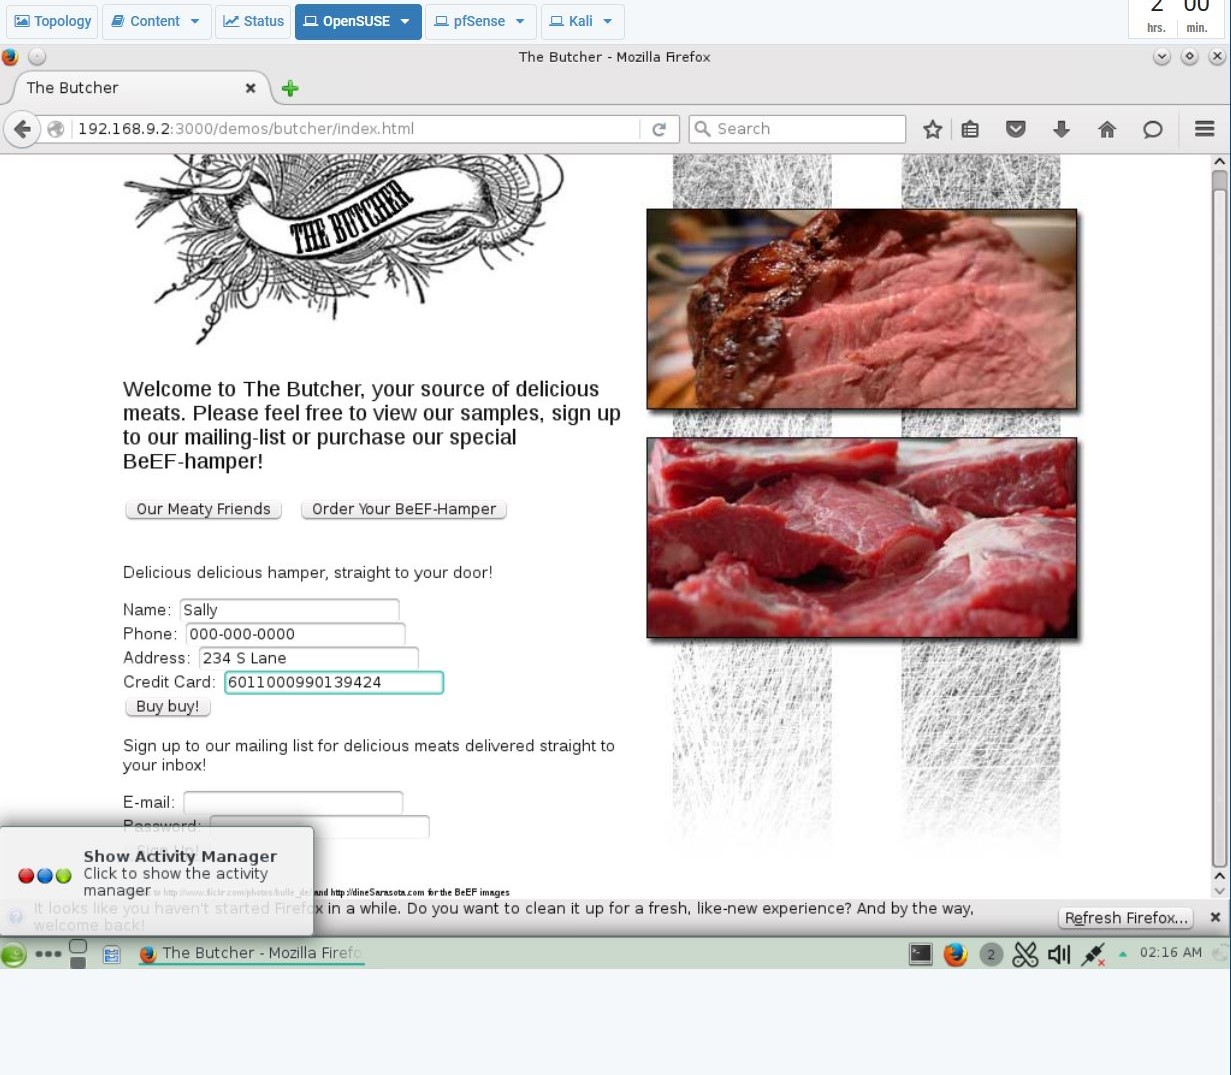 Topology Content Status OpenSUSE pfSense Kali 2 00
hrs. min.
The Butcher - Mozilla Firefox
The Butcher
192.168.9.2:3000/demos/butcher/index.html Search
THE BUTCHER
Welcome to The Butcher, your source of delicious
meats. Please feel free to view our samples, sign up
to our mailing-list or purchase our special
BeEF-hamper!
Our Meaty Friends Order Your BeEF-Hamper
Delicious delicious hamper, straight to your door!
Name: Sally
Phone: 000-000-0000
Address: 234 S Lane
Credit Card: 6011000990139424
Buy buy!
Sign up to our mailing list for delicious meats delivered straight to
your inbox!
E-mail:
Password:
Sign Up!
Show Activity Manager
Click to show the activity
manager
to http://www.flickr.com/photos/ and http://dineSarasota.com for the BeEF images
It looks like you haven't started Firefox in a while. Do you want to clean it up for a fresh, like-new experience? And by the way,
welcome back!
Refresh Firefox...
The Butcher - Mozilla Firefo 2 02:16 AM